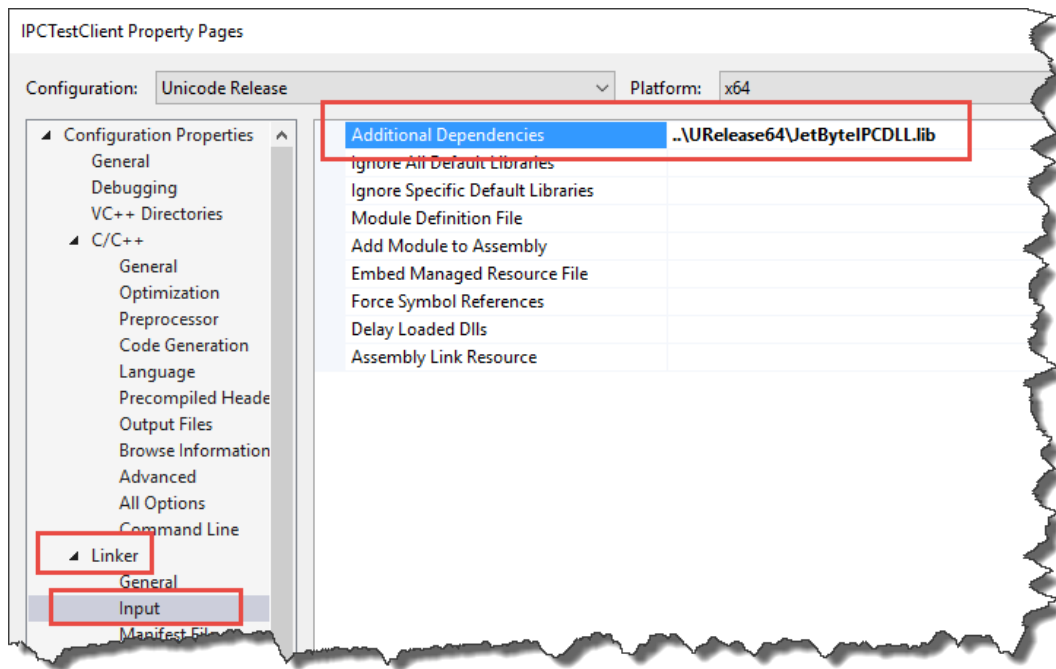 IPCTestClient Property Pages
Configuration: Unicode Release Platform: x64
Configuration Properties
General
Debugging
VC++ Directories
C/C++
General
Optimization
Preprocessor
Code Generation
Language
Precompiled Heade
Output Files
Browse Information
Advanced
All Options
Command Line
Linker
General
Input
Manifest File
Additional Dependencies ..\URelease64\JetByteIPCDLL.lib
Ignore All Default Libraries
Ignore Specific Default Libraries
Module Definition File
Add Module to Assembly
Embed Managed Resource File
Force Symbol References
Delay Loaded Dlls
Assembly Link Resource